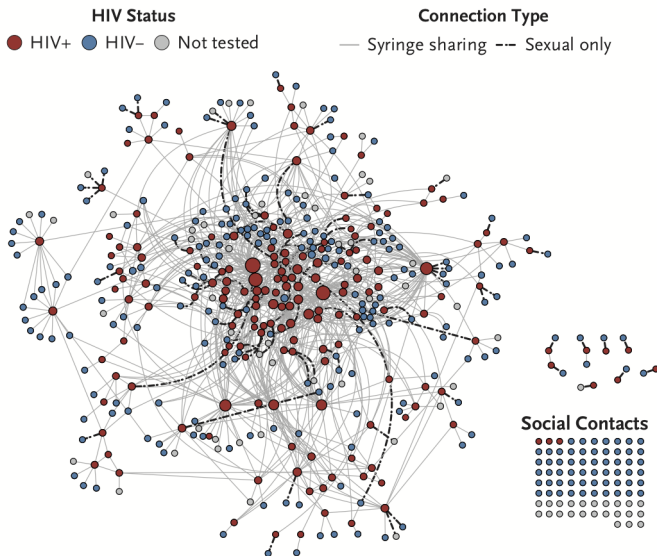 HIV Status
HIV+ HIV– Not tested
Connection Type
Syringe sharing Sexual only
Social Contacts